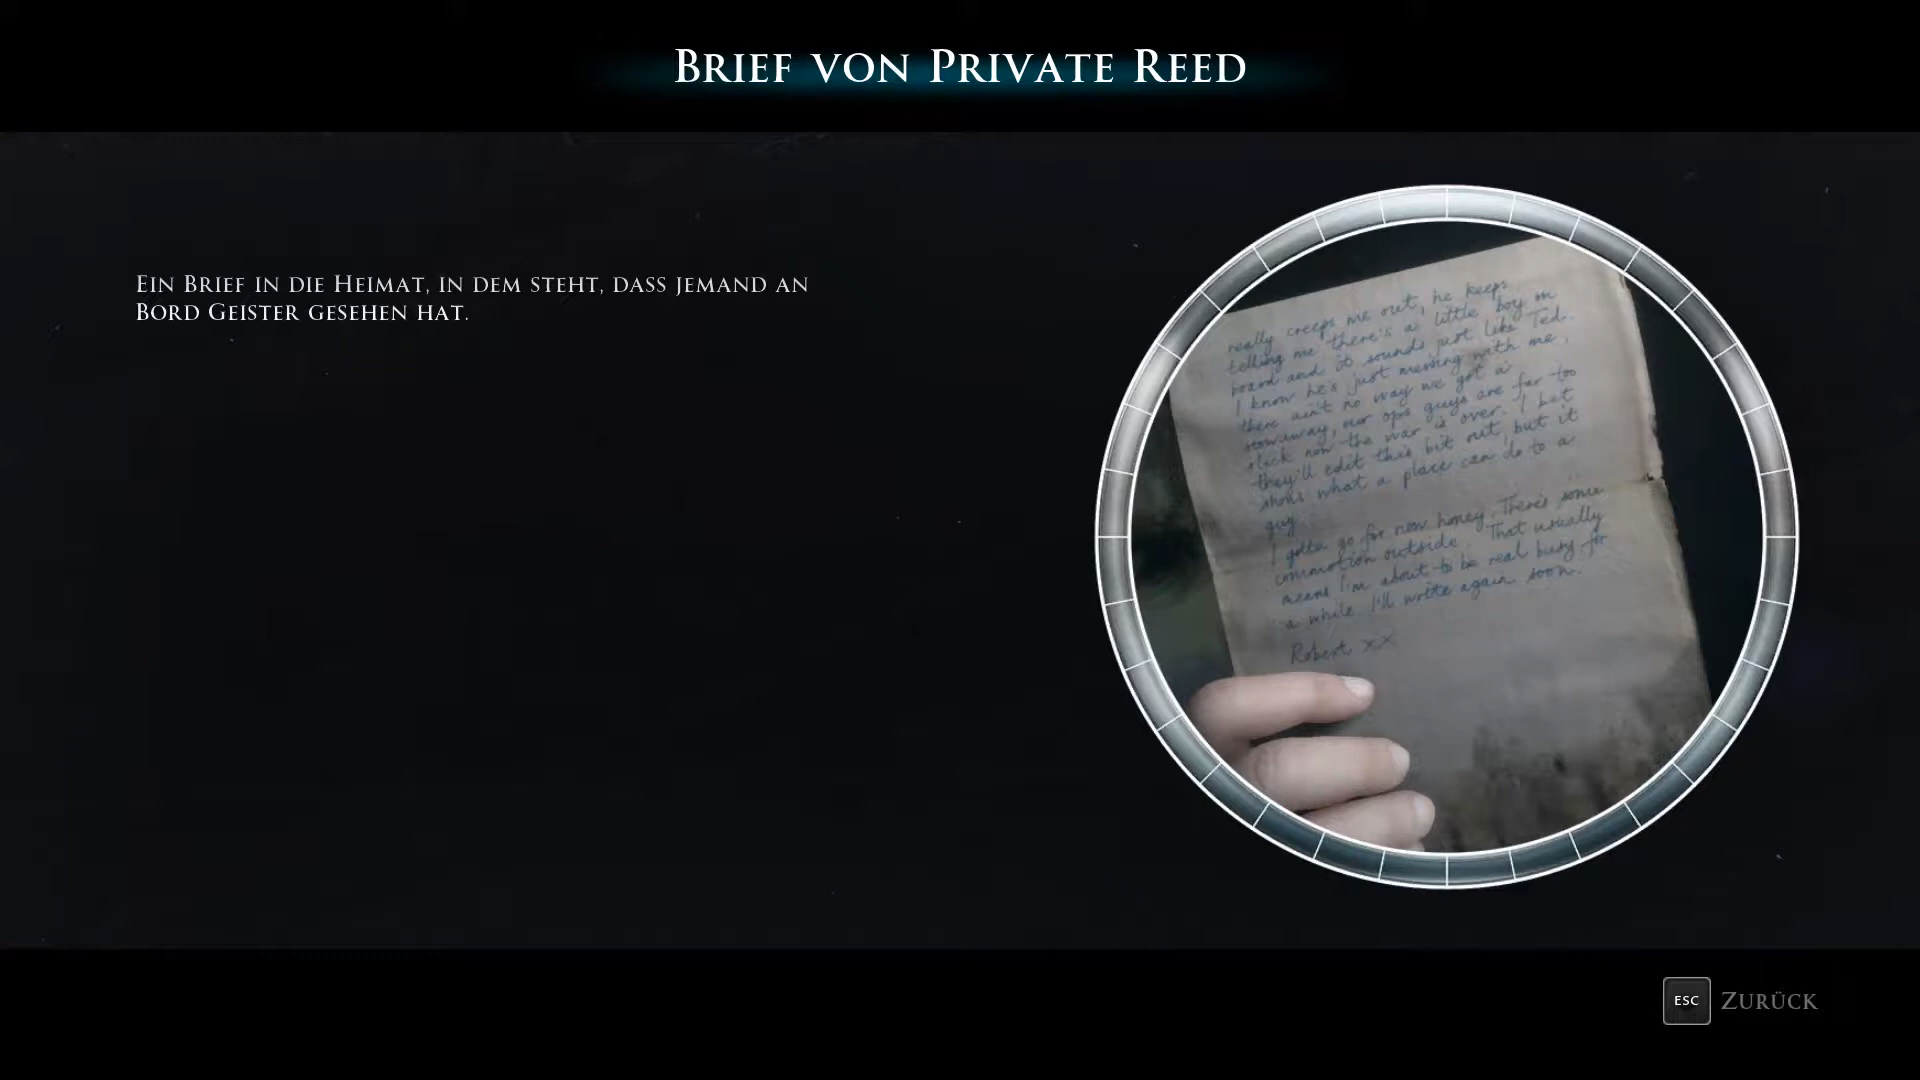 Brief von Private Reed
Ein Brief in die Heimat, in dem steht, dass jemand an
Bord Geister gesehen hat.
really creeps me out, he keeps
telling me there's a little boy on
board and it sounds just like Ted.
I know he's just messing with me,
there ain't no way we got a
stowaway, our ops guys are far too
slick now the war is over. I bet
they'll edit this bit out, but it
shows what a place can do to a
guy.
I gotta go for now honey. There's some
commotion outside. That usually
means I'm about to be real busy for
a while. I'll write again soon.
Robert xx
ESC Zurück